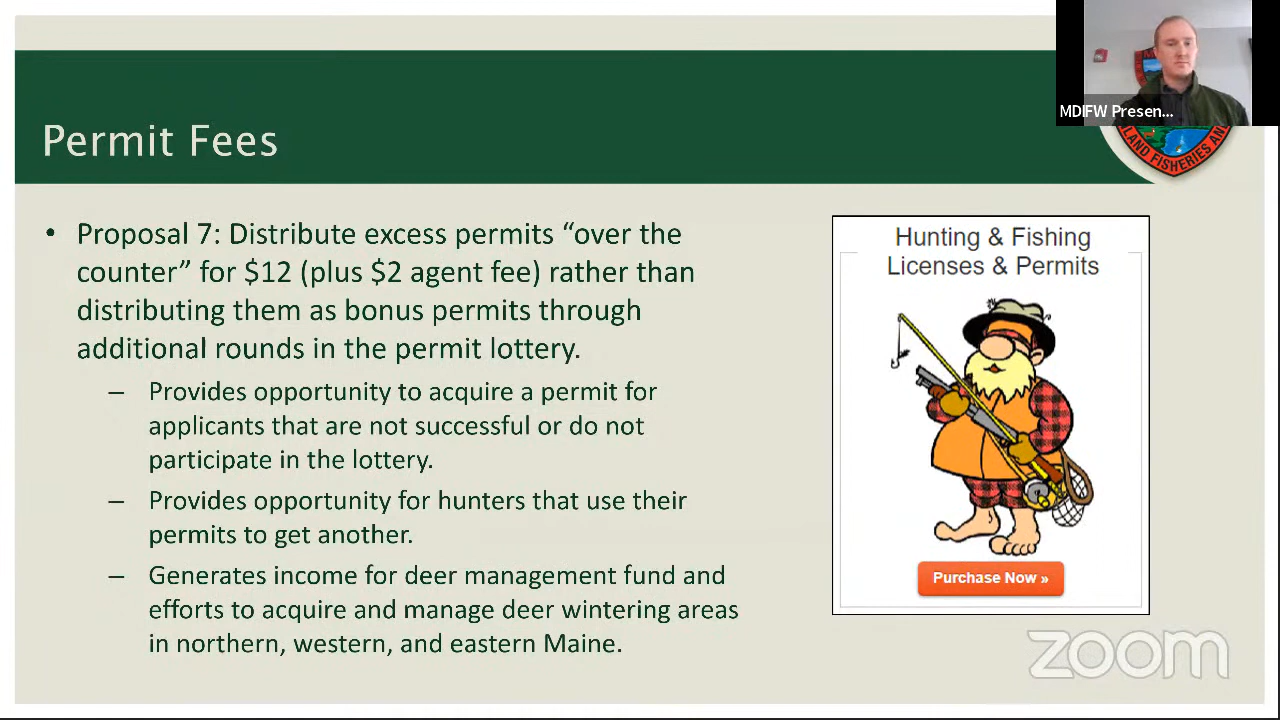 MDIFW Presen...
LAND FISHERIES AN
Permit Fees
• Proposal 7: Distribute excess permits “over the
counter” for $12 (plus $2 agent fee) rather than
distributing them as bonus permits through
additional rounds in the permit lottery.
– Provides opportunity to acquire a permit for
applicants that are not successful or do not
participate in the lottery.
– Provides opportunity for hunters that use their
permits to get another.
– Generates income for deer management fund and
efforts to acquire and manage deer wintering areas
in northern, western, and eastern Maine.
Hunting & Fishing
Licenses & Permits
Purchase Now »
zoom